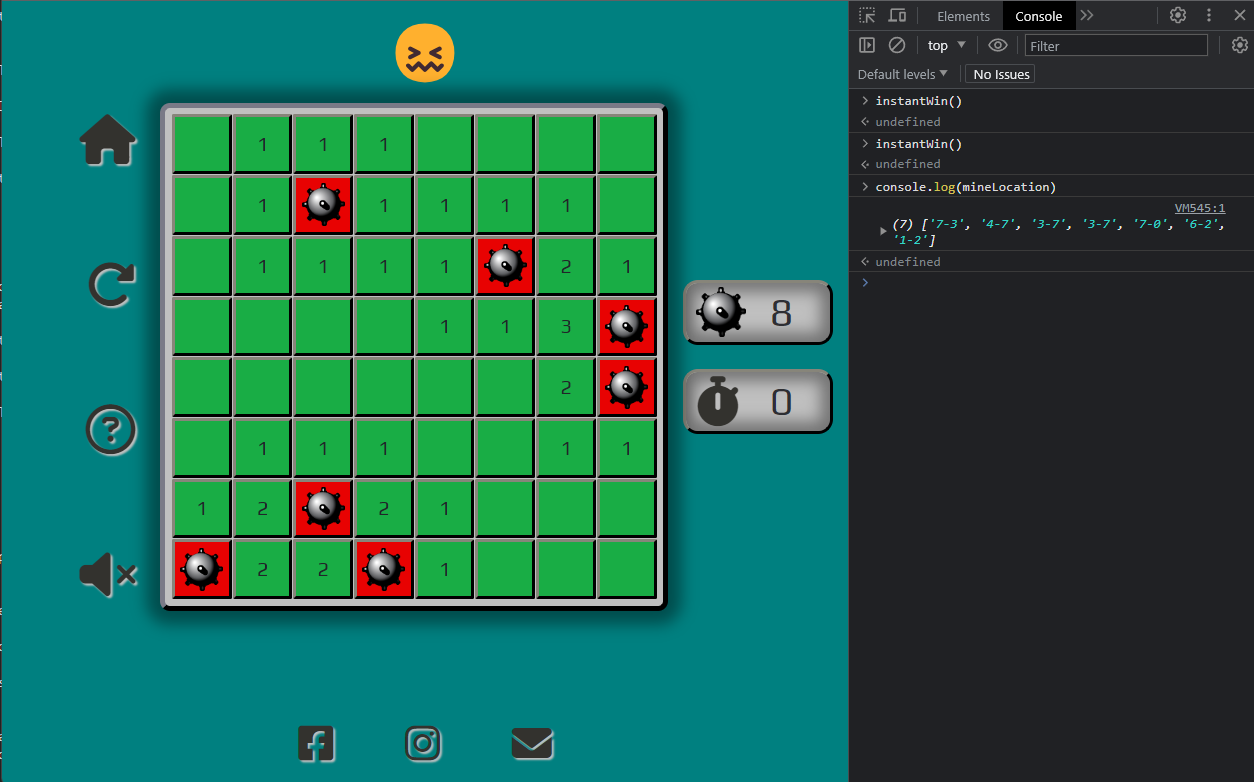 Elements Console
top Filter
Default levels No Issues
instantWin()
undefined
instantWin()
undefined
console.log(mineLocation)
VM545:1
(7) ['7-3', '4-7', '3-7', '3-7', '7-0', '6-2',
'1-2']
undefined
1 1 1
1 1 1 1 1
1 1 1 1 2 1
1 1 3
2
1 1 1 1 1
1 2 2 1
2 2 1
8
0
?